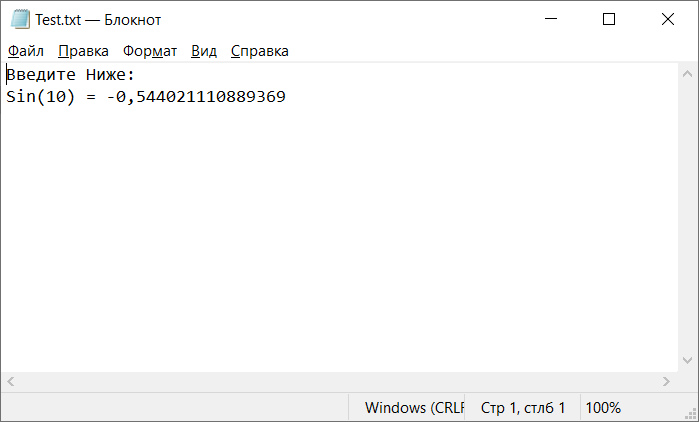 Test.txt — Блокнот
Файл Правка Формат Вид Справка
Введите Ниже:
Sin(10) = -0,544021110889369
Windows (CRLF Стр 1, стлб 1 100%